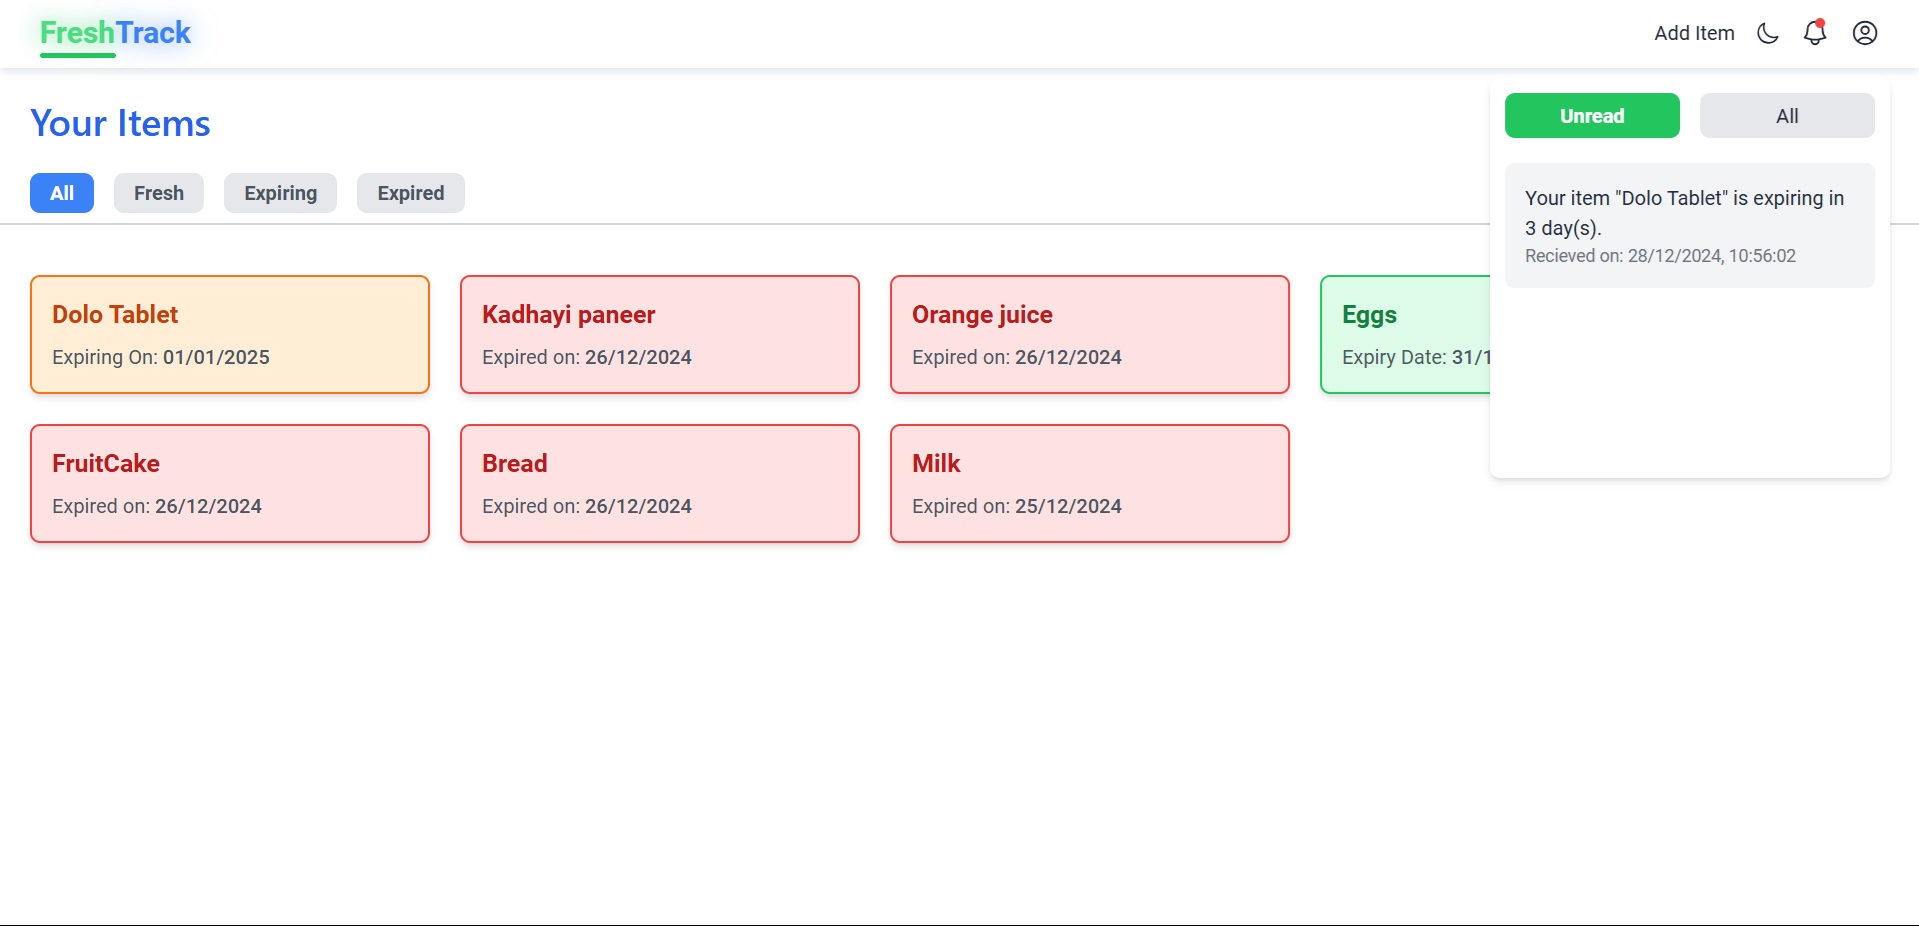 FreshTrack
Add Item
Your Items
All
Fresh
Expiring
Expired
Unread
All
Your item "Dolo Tablet" is expiring in
3 day(s).
Recieved on: 28/12/2024, 10:56:02
Dolo Tablet
Expiring On: 01/01/2025
Kadhayi paneer
Expired on: 26/12/2024
Orange juice
Expired on: 26/12/2024
Eggs
Expiry Date: 31/1
FruitCake
Expired on: 26/12/2024
Bread
Expired on: 26/12/2024
Milk
Expired on: 25/12/2024